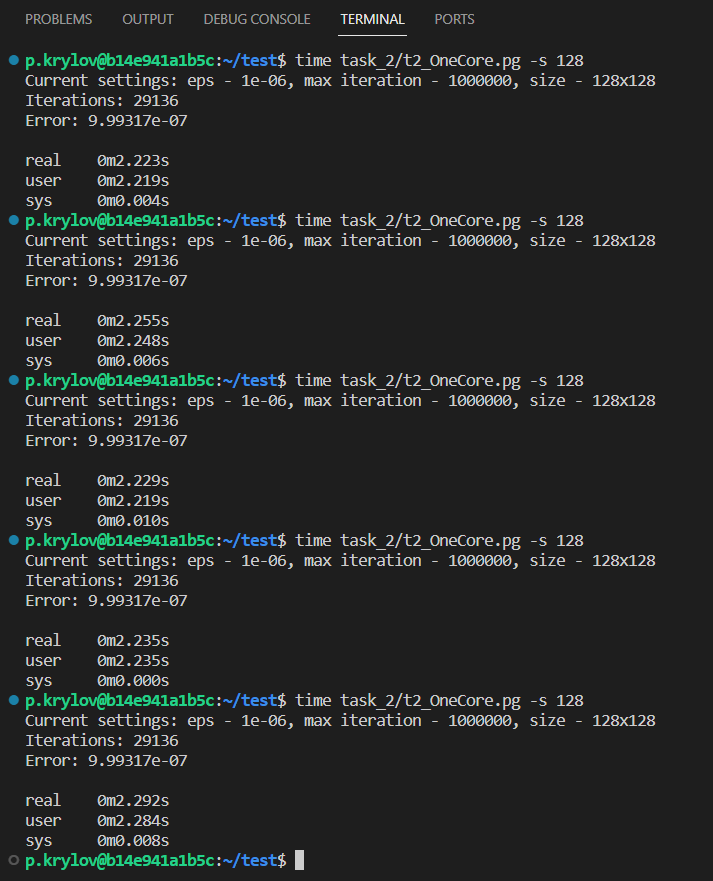 PROBLEMS OUTPUT DEBUG CONSOLE TERMINAL PORTS
p.krylov@b14e941a1b5c:~/test$ time task_2/t2_OneCore.pg -s 128
Current settings: eps - 1e-06, max iteration - 1000000, size - 128x128
Iterations: 29136
Error: 9.99317e-07
real 0m2.223s
user 0m2.219s
sys 0m0.004s
p.krylov@b14e941a1b5c:~/test$ time task_2/t2_OneCore.pg -s 128
Current settings: eps - 1e-06, max iteration - 1000000, size - 128x128
Iterations: 29136
Error: 9.99317e-07
real 0m2.255s
user 0m2.248s
sys 0m0.006s
p.krylov@b14e941a1b5c:~/test$ time task_2/t2_OneCore.pg -s 128
Current settings: eps - 1e-06, max iteration - 1000000, size - 128x128
Iterations: 29136
Error: 9.99317e-07
real 0m2.229s
user 0m2.219s
sys 0m0.010s
p.krylov@b14e941a1b5c:~/test$ time task_2/t2_OneCore.pg -s 128
Current settings: eps - 1e-06, max iteration - 1000000, size - 128x128
Iterations: 29136
Error: 9.99317e-07
real 0m2.235s
user 0m2.235s
sys 0m0.000s
p.krylov@b14e941a1b5c:~/test$ time task_2/t2_OneCore.pg -s 128
Current settings: eps - 1e-06, max iteration - 1000000, size - 128x128
Iterations: 29136
Error: 9.99317e-07
real 0m2.292s
user 0m2.284s
sys 0m0.008s
p.krylov@b14e941a1b5c:~/test$